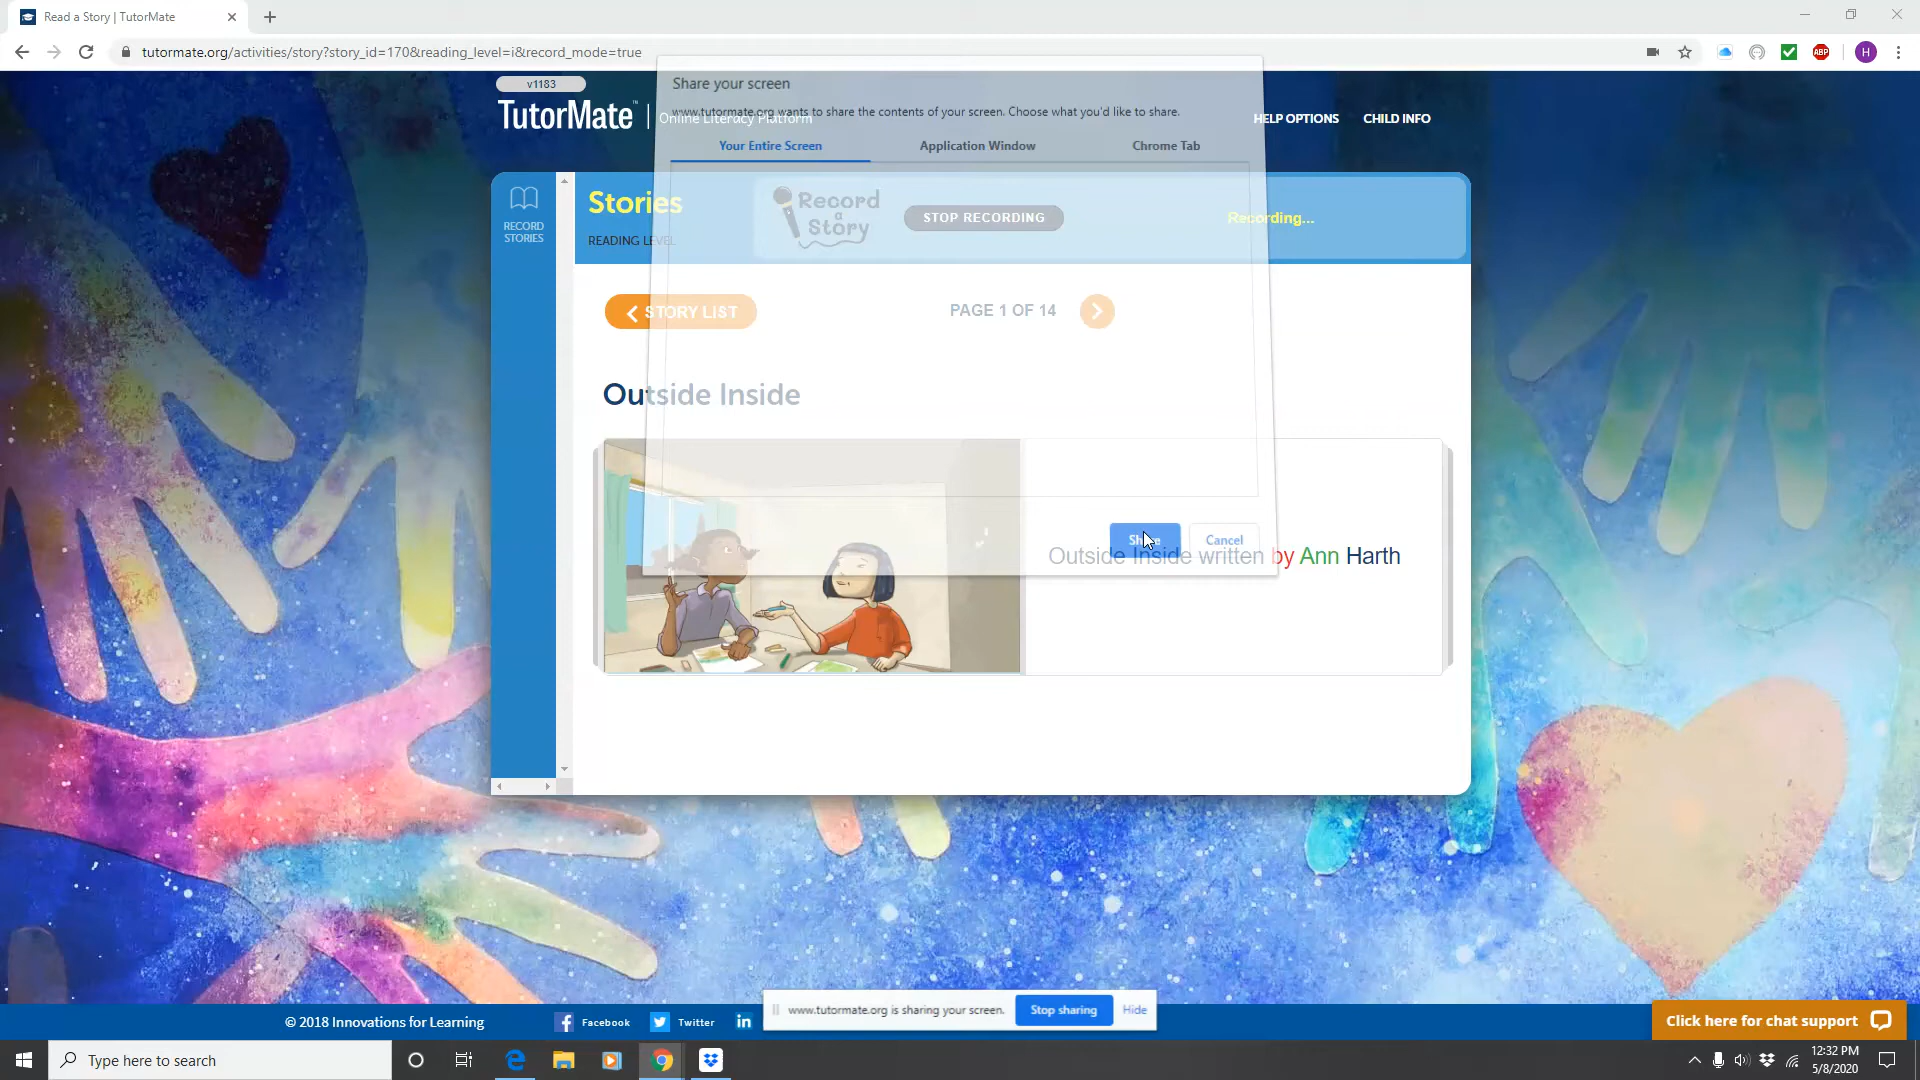 Read a Story | TutorMate
tutormate.org/activities/story?story_id=170&reading_level=i&record_mode=true
ABP
H
v1183
TutorMate™ | Online Literacy Platform
HELP OPTIONS
CHILD INFO
Share your screen
www.tutormate.org wants to share the contents of your screen. Choose what you'd like to share.
Your Entire Screen
Application Window
Chrome Tab
RECORD STORIES
Stories
READING LEVEL
Record a Story
STOP RECORDING
Recording...
STORY LIST
PAGE 1 OF 14
Outside Inside
Share
Cancel
Outside Inside written by Ann Harth
www.tutormate.org is sharing your screen.
Stop sharing
Hide
© 2018 Innovations for Learning
Facebook
Twitter
in
Click here for chat support
Type here to search
12:32 PM
5/8/2020